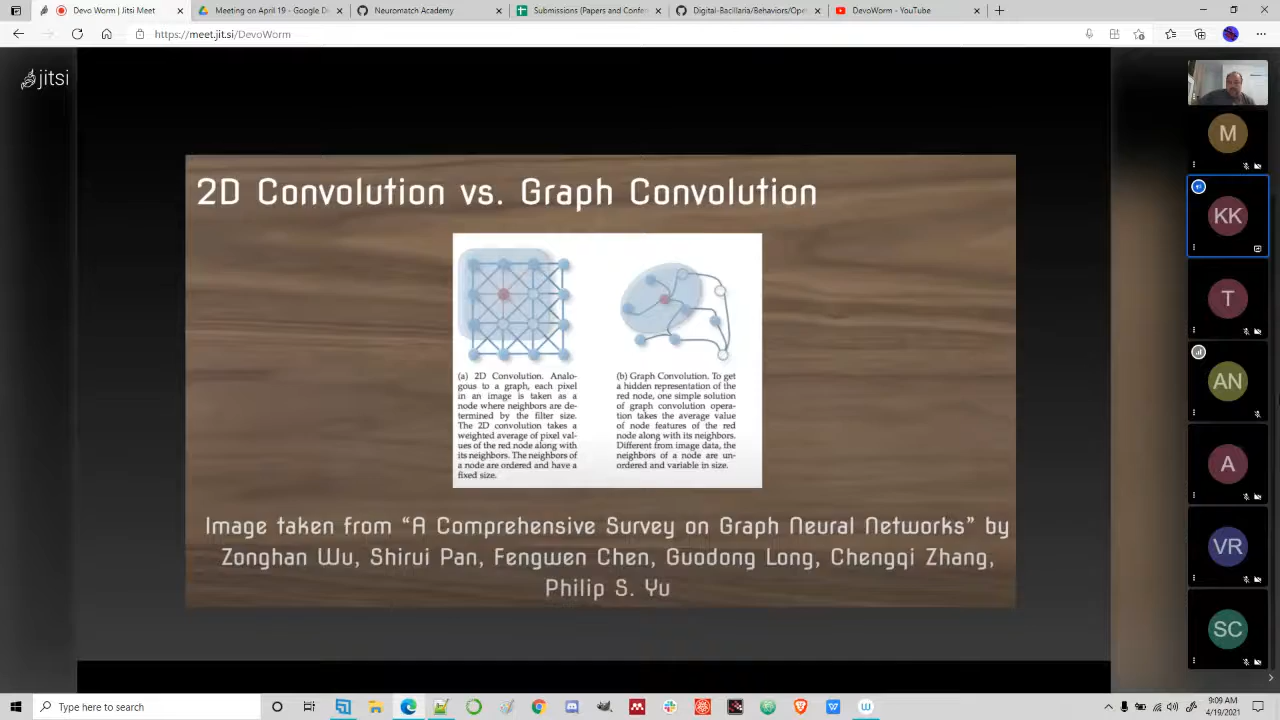 Devo Worm | Jitsi Meet
Meeting on April 19 - Google D
Neuromatch Academy
Submissions (Papers and Confer
Digital-Bacillaria/Behaviors/Ope
DevoWorm - YouTube
https://meet.jit.si/DevoWorm
jitsi
2D Convolution vs. Graph Convolution
(a) 2D Convolution. Analo-
gous to a graph, each pixel
in an image is taken as a
node where neighbors are de-
termined by the filter size.
The 2D convolution takes a
weighted average of pixel val-
ues of the red node along with
its neighbors. The neighbors of
a node are ordered and have a
fixed size.
(b) Graph Convolution. To get
a hidden representation of the
red node, one simple solution
of graph convolution opera-
tion takes the average value
of node features of the red
node along with its neighbors.
Different from image data, the
neighbors of a node are un-
ordered and variable in size.
Image taken from “A Comprehensive Survey on Graph Neural Networks” by
Zonghan Wu, Shirui Pan, Fengwen Chen, Guodong Long, Chengqi Zhang,
Philip S. Yu
M
KK
T
AN
A
VR
SC
Type here to search
9:09 AM
4/19/2021